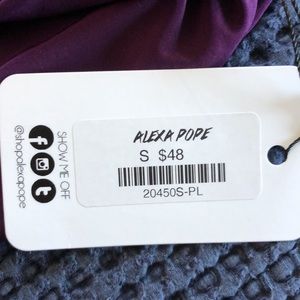 ALEXA POPE
S $48
20450S-PL
SHOW ME OFF
@shopalexapope